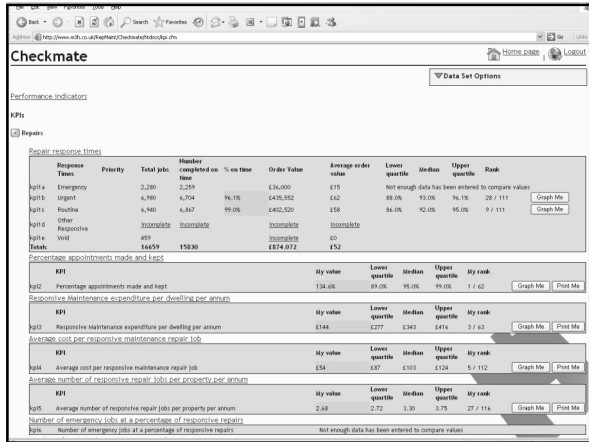 File Edit View Favorites Tools Help
Back Search Favorites
Address http://www.m3h.co.uk/RepMaint/Checkmate/htdocs/kpi.cfm Go Links
Checkmate Home page | Logout
Data Set Options
Performance Indicators
KPIs
Repairs
Repair response times
Response Times Priority Total jobs Number completed on time % on time Order Value Average order value Lower quartile Median Upper quartile Rank
kpi1a Emergency 2,280 2,259 £36,000 £15 Not enough data has been entered to compare values
kpi1b Urgent 6,980 6,704 96.1% £435,552 £62 88.0% 93.0% 96.1% 28 / 111 Graph Me
kpi1c Routine 6,940 6,867 99.0% £402,520 £58 86.0% 92.0% 95.0% 9 / 111 Graph Me
kpi1d Other Responsive Incomplete Incomplete Incomplete Incomplete
kpi1e Void 459 Incomplete £0
Totals 16659 15830 £874.072 £52
Percentage appointments made and kept
KPI My value Lower quartile Median Upper quartile My rank
kpi2 Percentage appointments made and kept 134.6% 89.0% 95.0% 99.0% 1 / 62 Graph Me Print Me
Responsive Maintenance expenditure per dwelling per annum
KPI My value Lower quartile Median Upper quartile My rank
kpi3 Responsive Maintenance expenditure per dwelling per annum £144 £277 £343 £416 3 / 63 Graph Me Print Me
Average cost per responsive maintenance repair job
KPI My value Lower quartile Median Upper quartile My rank
kpi4 Average cost per responsive maintenance repair job £54 £87 £103 £124 5 / 112 Graph Me Print Me
Average number of responsive repair jobs per property per annum
KPI My value Lower quartile Median Upper quartile My rank
kpi5 Average number of responsive repair jobs per property per annum 2.68 2.72 3.30 3.75 27 / 116 Graph Me Print Me
Number of emergency jobs at a percentage of responsive repairs
kpi6 Number of emergency jobs at a percentage of responsive repairs Not enough data has been entered to compare values